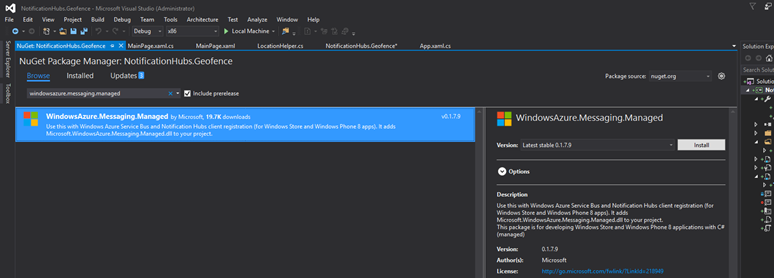 NotificationHubs.Geofence - Microsoft Visual Studio (Administrator)
File Edit View Project Build Debug Team Tools Architecture Test Analyze Window Help
Debug x86 Local Machine
NuGet: NotificationHubs.Geofence MainPage.xaml.cs MainPage.xaml LocationHelper.cs NotificationHubs.Geofence* App.xaml.cs
Solution Explo
Server Explorer
Toolbox
NuGet Package Manager: NotificationHubs.Geofence
Browse Installed Updates
Package source: nuget.org
windowsazure.messaging.managed Include prerelease
Search Soluti
Solution
WindowsAzure.Messaging.Managed by Microsoft, 19.7K downloads v0.1.7.9
Use this with Windows Azure Service Bus and Notification Hubs client registration (for Windows Store and Windows Phone 8 apps). It adds
Microsoft.WindowsAzure.Messaging.Managed.dll to your project.
WindowsAzure.Messaging.Managed
Version: Latest stable 0.1.7.9 Install
Options
Description
Use this with Windows Azure Service Bus and Notification Hubs client registration (for
Windows Store and Windows Phone 8 apps). It adds
Microsoft.WindowsAzure.Messaging.Managed.dll to your project.
This package is for developing Windows Store and Windows Phone 8 applications with C#
(managed)
Version: 0.1.7.9
Author(s): Microsoft
License: http://go.microsoft.com/fwlink/?LinkId=218949